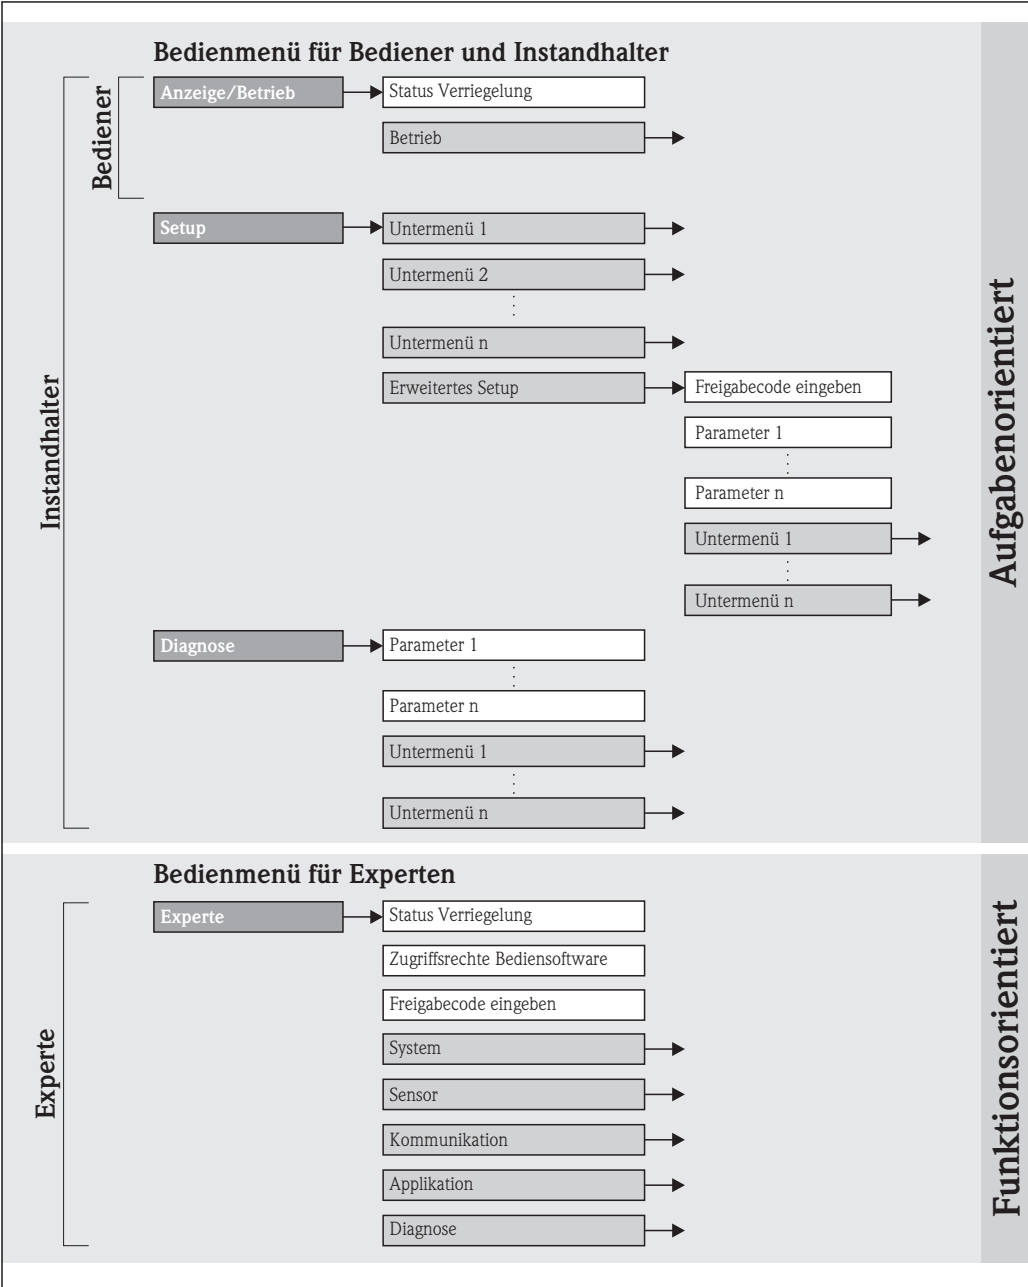 Bedienmenü für Bediener und Instandhalter
Instandhalter
Bediener
Anzeige/Betrieb
Status Verriegelung
Betrieb
Setup
Untermenü 1
Untermenü 2
Untermenü n
Erweitertes Setup
Freigabecode eingeben
Parameter 1
Parameter n
Untermenü 1
Untermenü n
Diagnose
Parameter 1
Parameter n
Untermenü 1
Untermenü n
Aufgabenorientiert
Bedienmenü für Experten
Experte
Experte
Status Verriegelung
Zugriffsrechte Bediensoftware
Freigabecode eingeben
System
Sensor
Kommunikation
Applikation
Diagnose
Funktionsorientiert